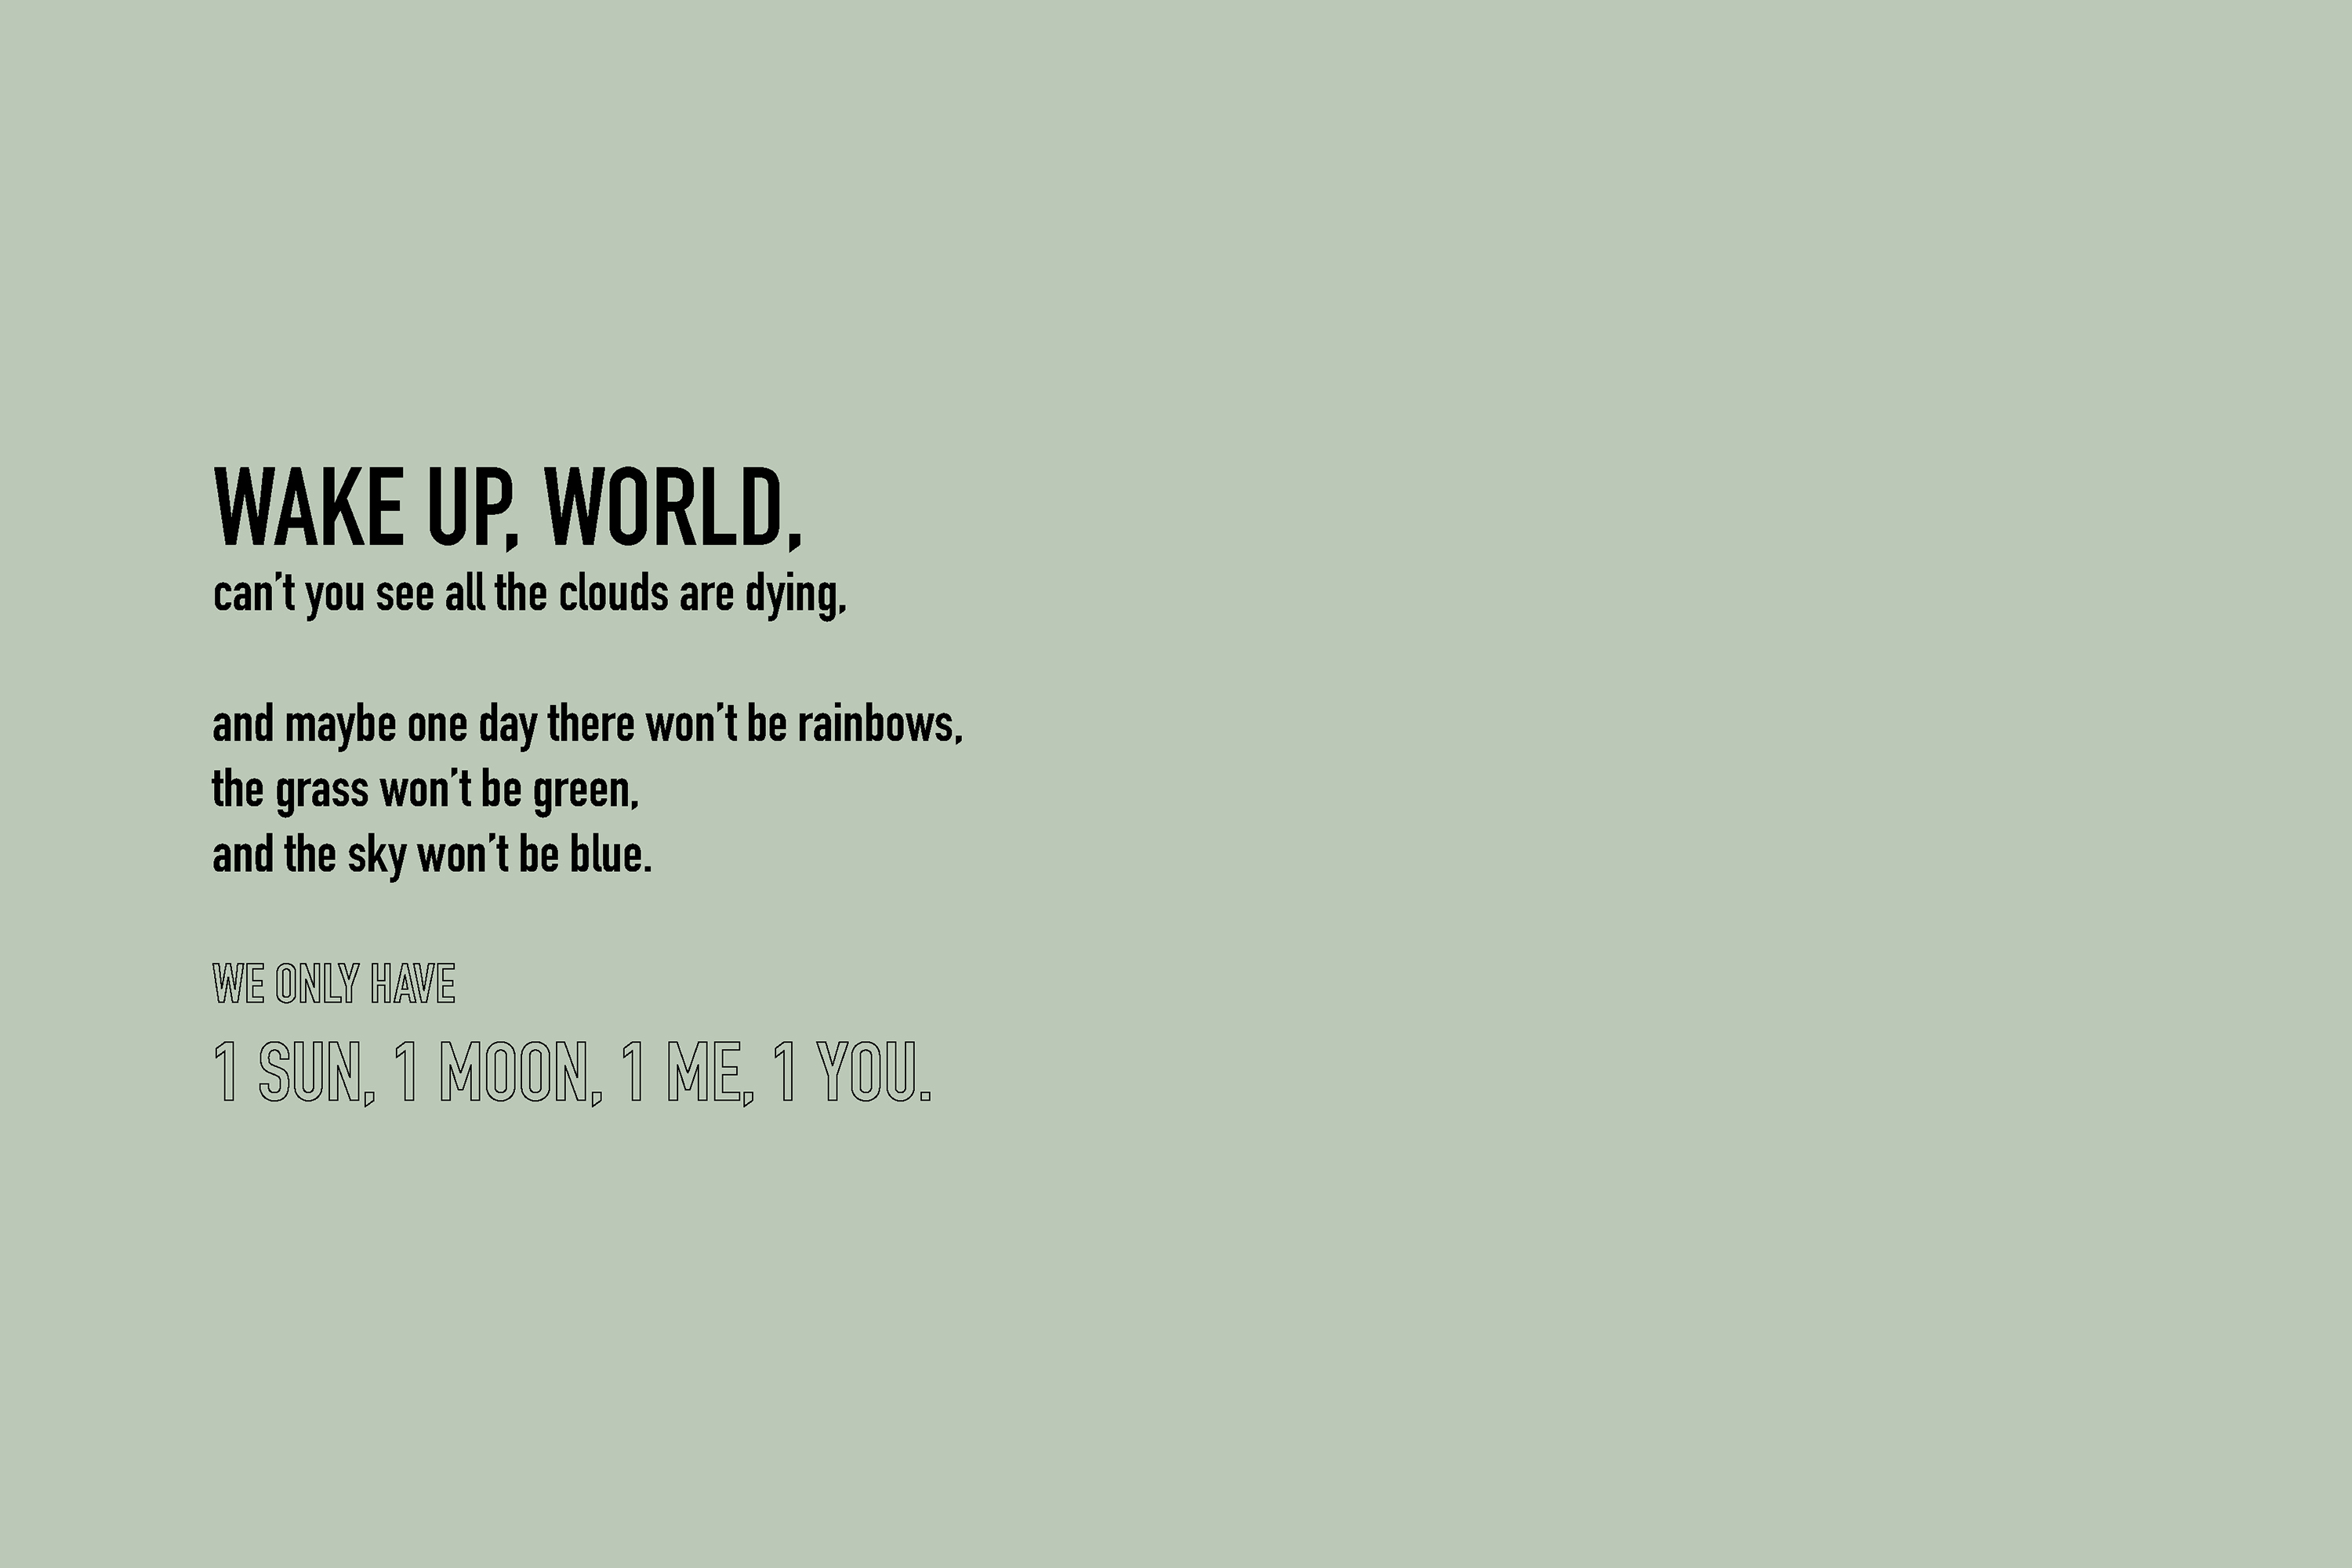 WAKE UP, WORLD,
can’t you see all the clouds are dying,
and maybe one day there won’t be rainbows,
the grass won’t be green,
and the sky won’t be blue.
WE ONLY HAVE
1 SUN, 1 MOON, 1 ME, 1 YOU.